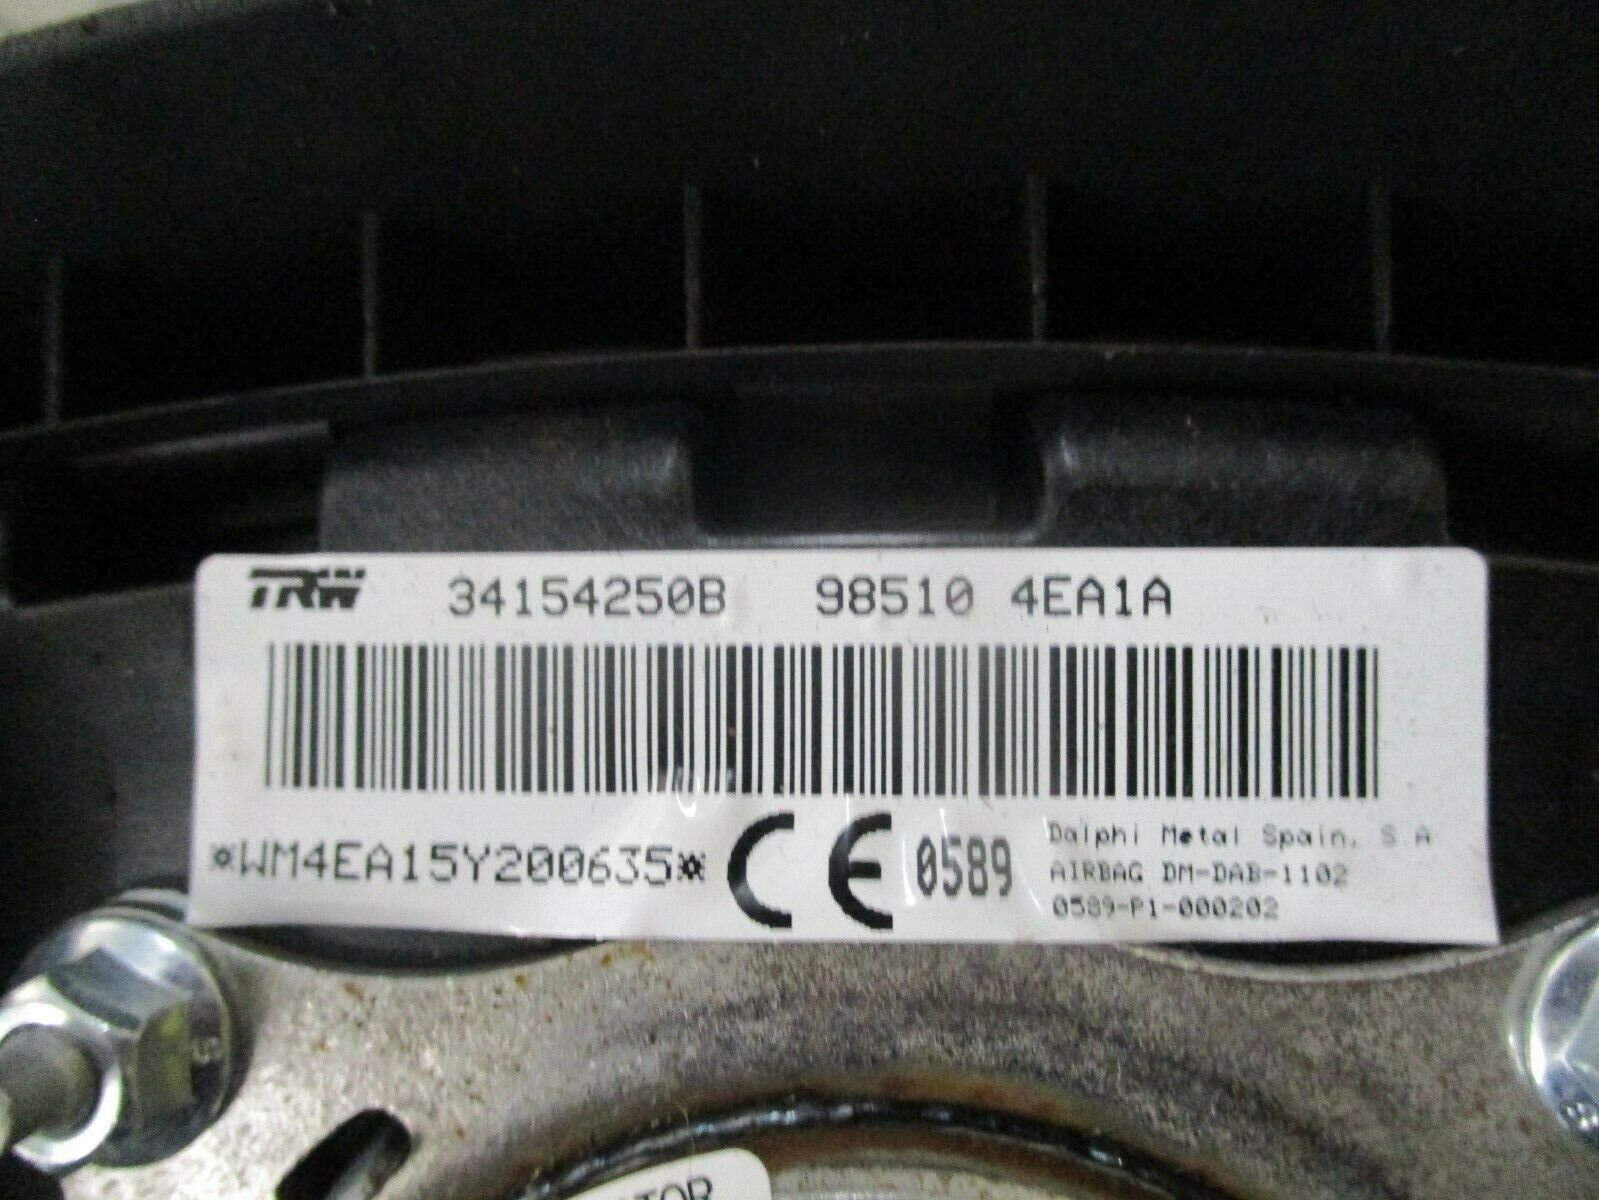 TRW 34154250B 98510 4EA1A
*WM4EA15Y200635* CE 0589
Dalphi Metal Spain, S A
AIRBAG DM-DAB-1102
0589-P1-000202